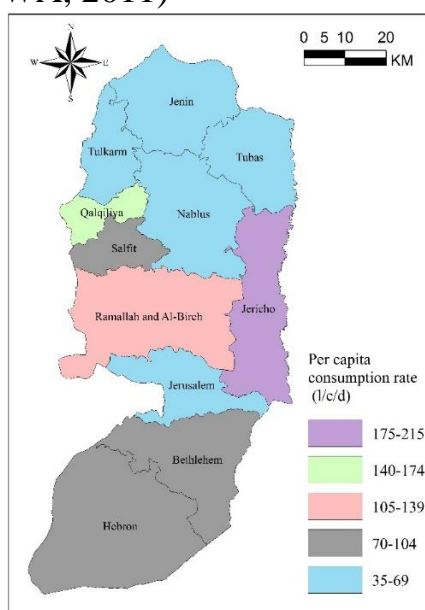 WA, 2011)
N
W
E
S
0 5 10 20
KM
Jenin
Tulkarm
Tubas
Qalqiliya
Nablus
Salfit
Ramallah and Al-Birch
Jericho
Jerusalem
Bethlehem
Hebron
Per capita
consumption rate
(l/c/d)
175-215
140-174
105-139
70-104
35-69